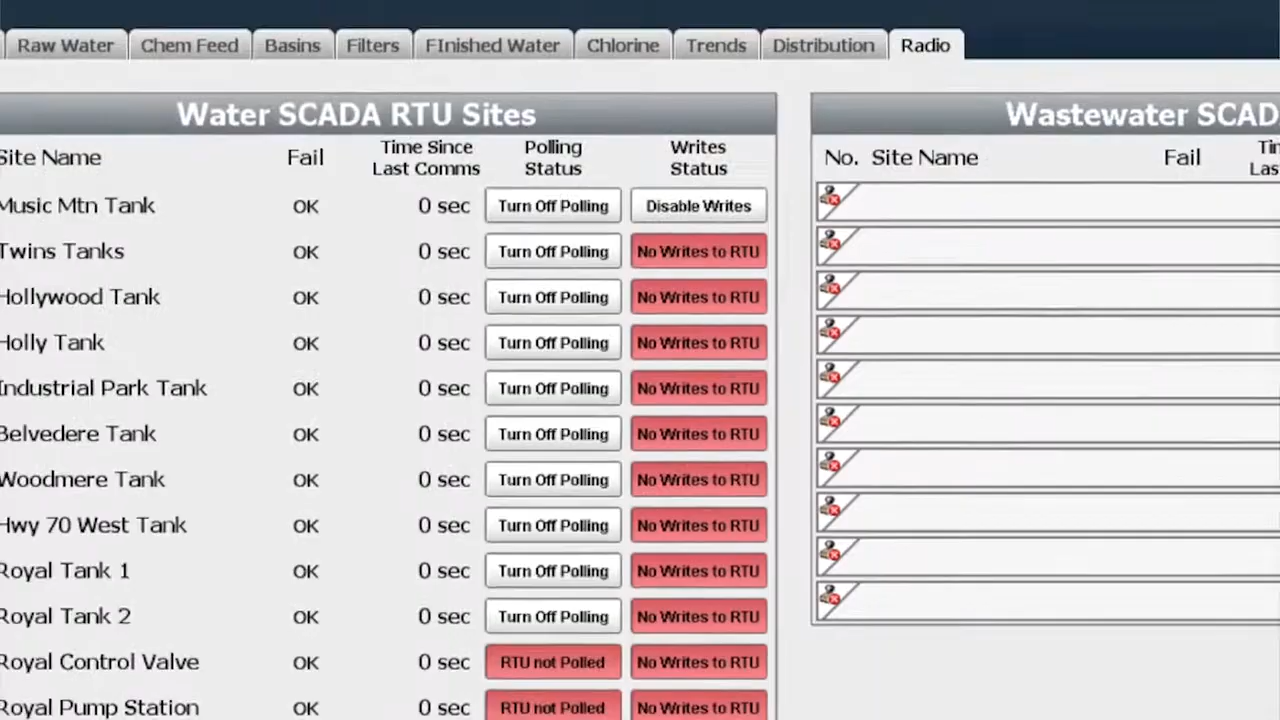 Raw Water Chem Feed Basins Filters FInished Water Chlorine Trends Distribution Radio
Water SCADA RTU Sites
Site Name Fail Time Since Last Comms Polling Status Writes Status
Music Mtn Tank OK 0 sec Turn Off Polling Disable Writes
Twins Tanks OK 0 sec Turn Off Polling No Writes to RTU
Hollywood Tank OK 0 sec Turn Off Polling No Writes to RTU
Holly Tank OK 0 sec Turn Off Polling No Writes to RTU
Industrial Park Tank OK 0 sec Turn Off Polling No Writes to RTU
Belvedere Tank OK 0 sec Turn Off Polling No Writes to RTU
Woodmere Tank OK 0 sec Turn Off Polling No Writes to RTU
Hwy 70 West Tank OK 0 sec Turn Off Polling No Writes to RTU
Royal Tank 1 OK 0 sec Turn Off Polling No Writes to RTU
Royal Tank 2 OK 0 sec Turn Off Polling No Writes to RTU
Royal Control Valve OK 0 sec RTU not Polled No Writes to RTU
Royal Pump Station OK 0 sec RTU not Polled No Writes to RTU
Wastewater SCAD
No. Site Name Fail